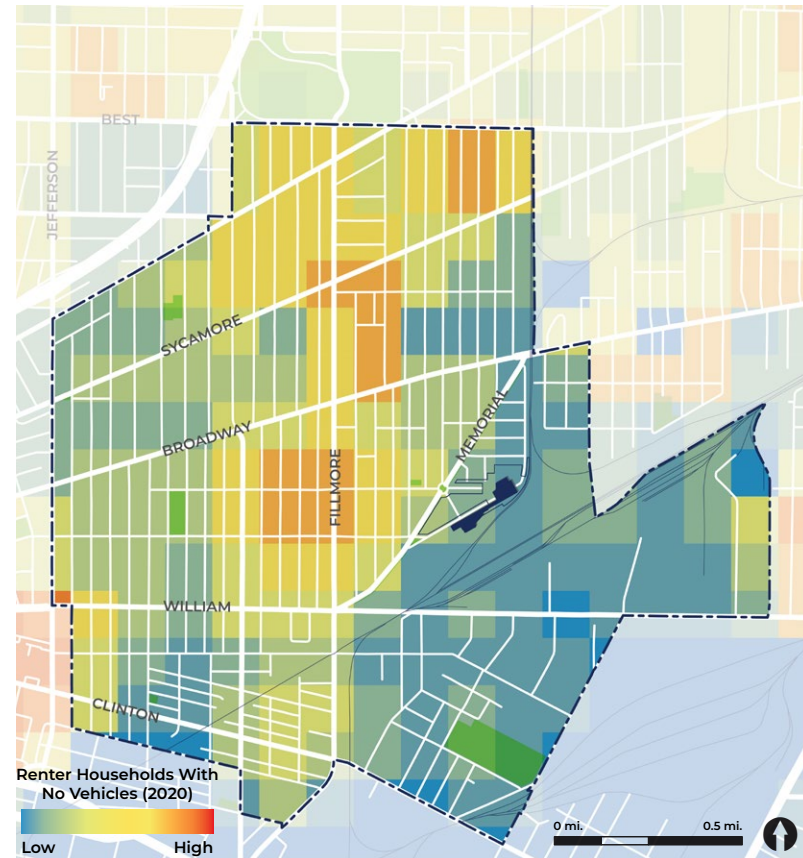 BEST
JEFFERSON
SYCAMORE
BROADWAY
MEMORIAL
FILLMORE
WILLIAM
CLINTON
Renter Households With
No Vehicles (2020)
Low High
0 mi. 0.5 mi.